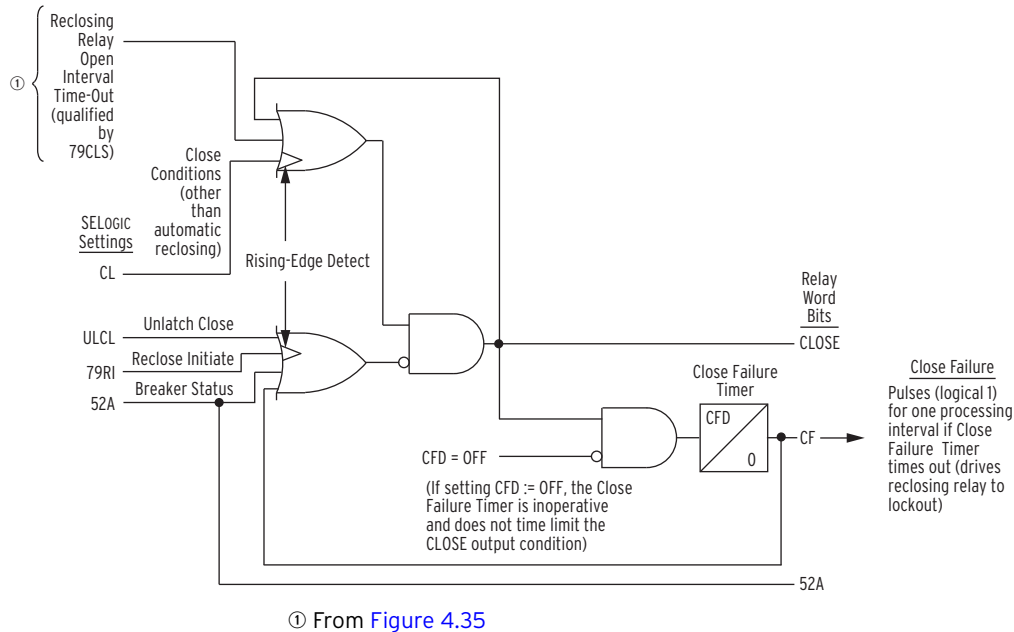 Reclosing
Relay
Open
Interval
Time-Out
(qualified
by
79CLS)
①
Close
Conditions
(other
than
automatic
reclosing)
SELOGIC
Settings
CL
Rising-Edge Detect
ULCL
Unlatch Close
79RI
Reclose Initiate
52A
Breaker Status
Relay
Word
Bits
CLOSE
Close Failure
Timer
CFD
0
CF
Close Failure
Pulses (logical 1)
for one processing
interval if Close
Failure Timer
times out (drives
reclosing relay to
lockout)
CFD = OFF
(If setting CFD := OFF, the Close
Failure Timer is inoperative
and does not time limit the
CLOSE output condition)
52A
① From Figure 4.35